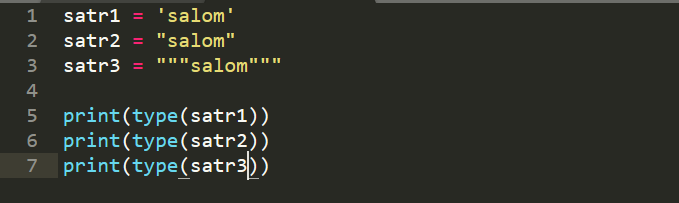 1 satr1 = 'salom'
2 satr2 = "salom"
3 satr3 = """salom"""
4
5 print(type(satr1))
6 print(type(satr2))
7 print(type(satr3))